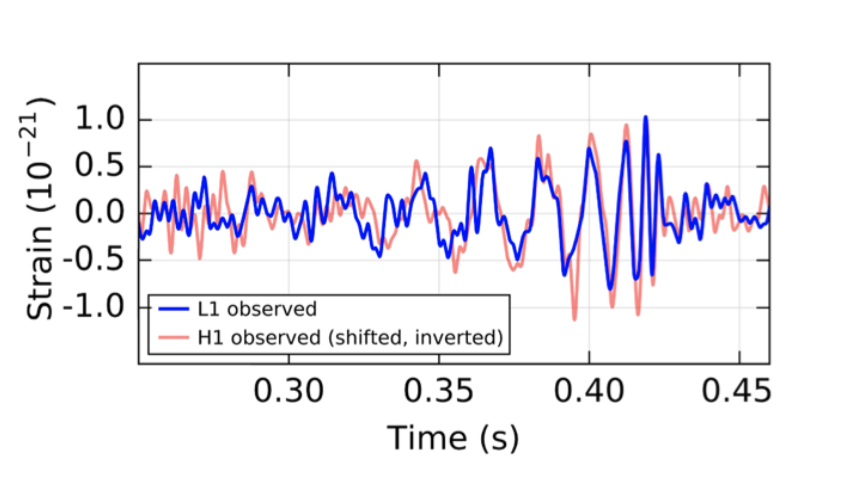 Strain (10⁻²¹)
1.0
0.5
0.0
-0.5
-1.0
L1 observed
H1 observed (shifted, inverted)
0.30 0.35 0.40 0.45
Time (s)